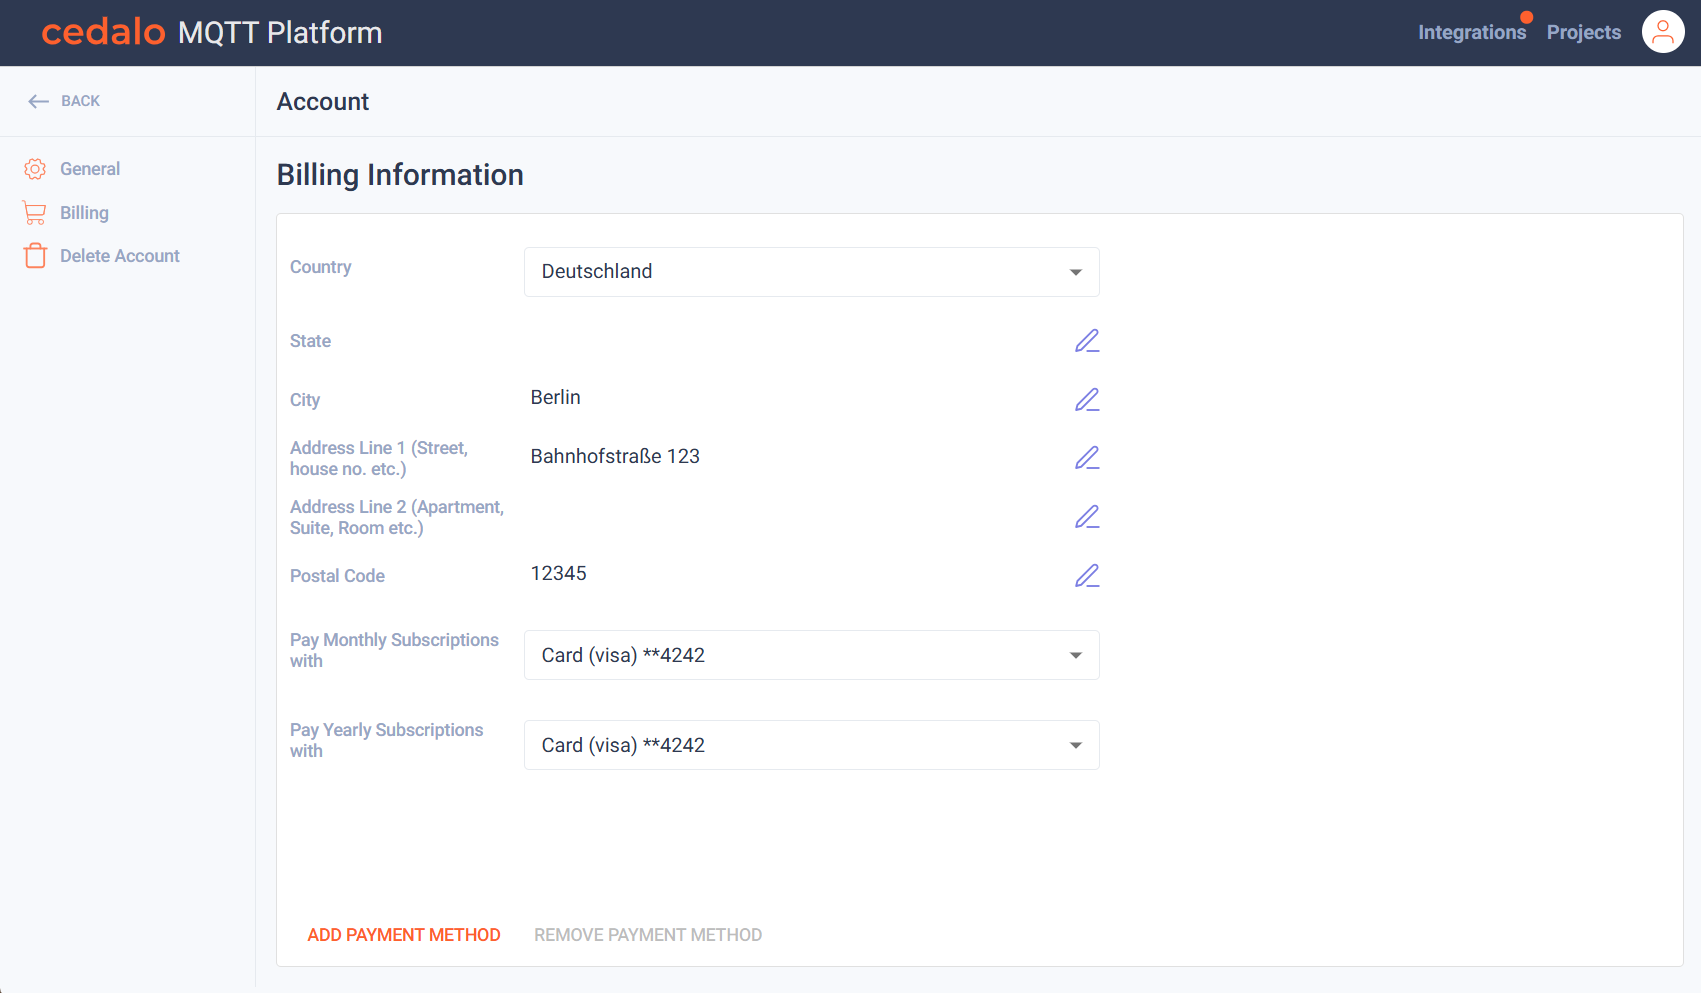 cedalo MQTT Platform
Integrations
Projects
BACK
Account
General
Billing
Delete Account
Billing Information
Country
Deutschland
State
City
Berlin
Address Line 1 (Street,
house no. etc.)
Bahnhofstraße 123
Address Line 2 (Apartment,
Suite, Room etc.)
Postal Code
12345
Pay Monthly Subscriptions
with
Card (visa) **4242
Pay Yearly Subscriptions
with
Card (visa) **4242
ADD PAYMENT METHOD
REMOVE PAYMENT METHOD